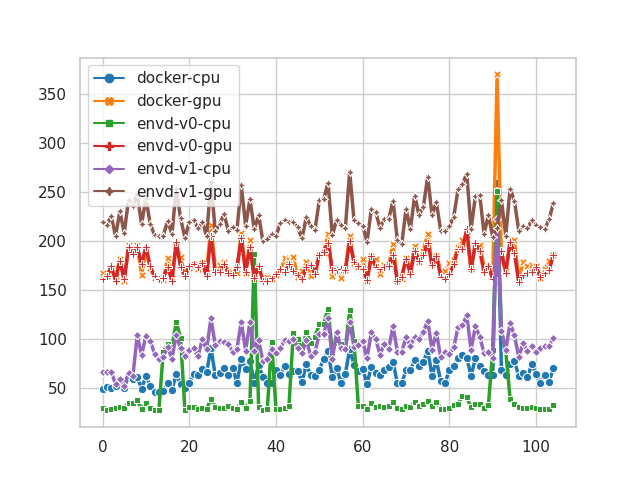 docker-cpu
docker-gpu
envd-v0-cpu
envd-v0-gpu
envd-v1-cpu
envd-v1-gpu
350
300
250
200
150
100
50
0 20 40 60 80 100